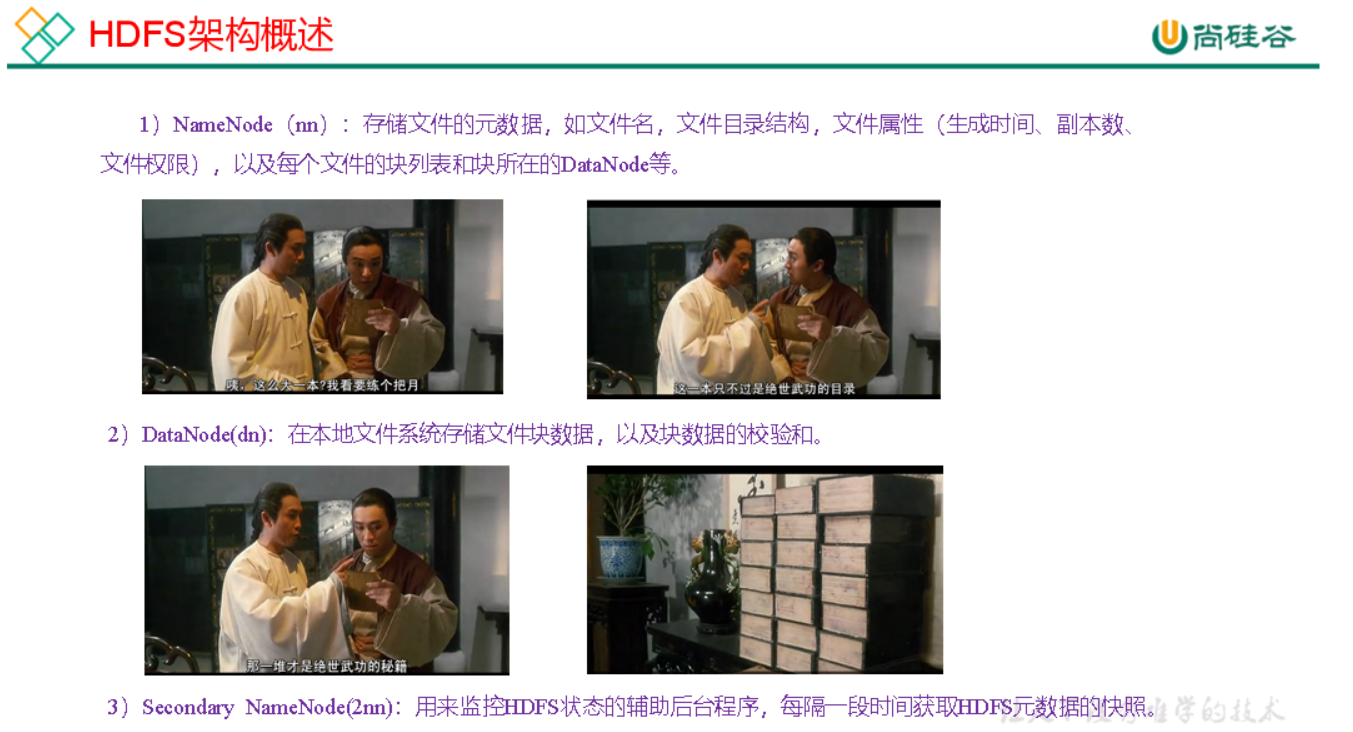 HDFS架构概述
尚硅谷
1）NameNode（nn）：存储文件的元数据，如文件名，文件目录结构，文件属性（生成时间、副本数、
文件权限），以及每个文件的块列表和块所在的DataNode等。
咦，这么大一本?我看要练个把月
这一本只不过是绝世武功的目录
2）DataNode(dn)：在本地文件系统存储文件块数据，以及块数据的校验和。
那一堆才是绝世武功的秘籍
3）Secondary NameNode(2nn)：用来监控HDFS状态的辅助后台程序，每隔一段时间获取HDFS元数据的快照。
学的技术